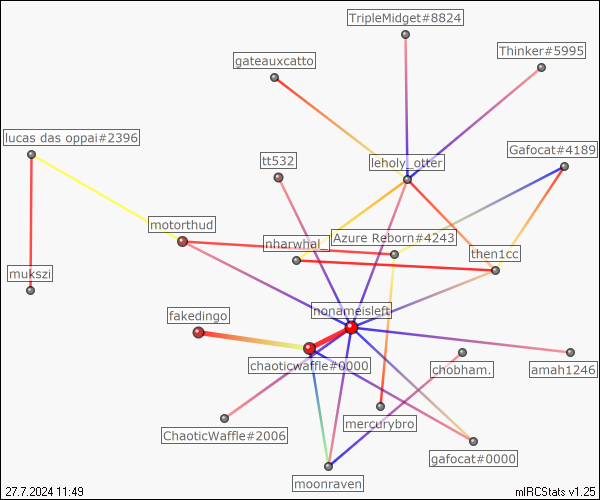 TripleMidget#8824
Thinker#5995
gateauxcatto
lucas das oppai#2396
Gafocat#4189
tt532
leholy_otter
motorthud
Azure Reborn#4243
nharwhal_
then1cc
mukszi
nonameisleft
fakedingo
chaoticwaffle#0000
chobham.
amah1246
mercurybro
ChaoticWaffle#2006
gafocat#0000
moonraven
27.7.2024 11:49
mIRCStats v1.25